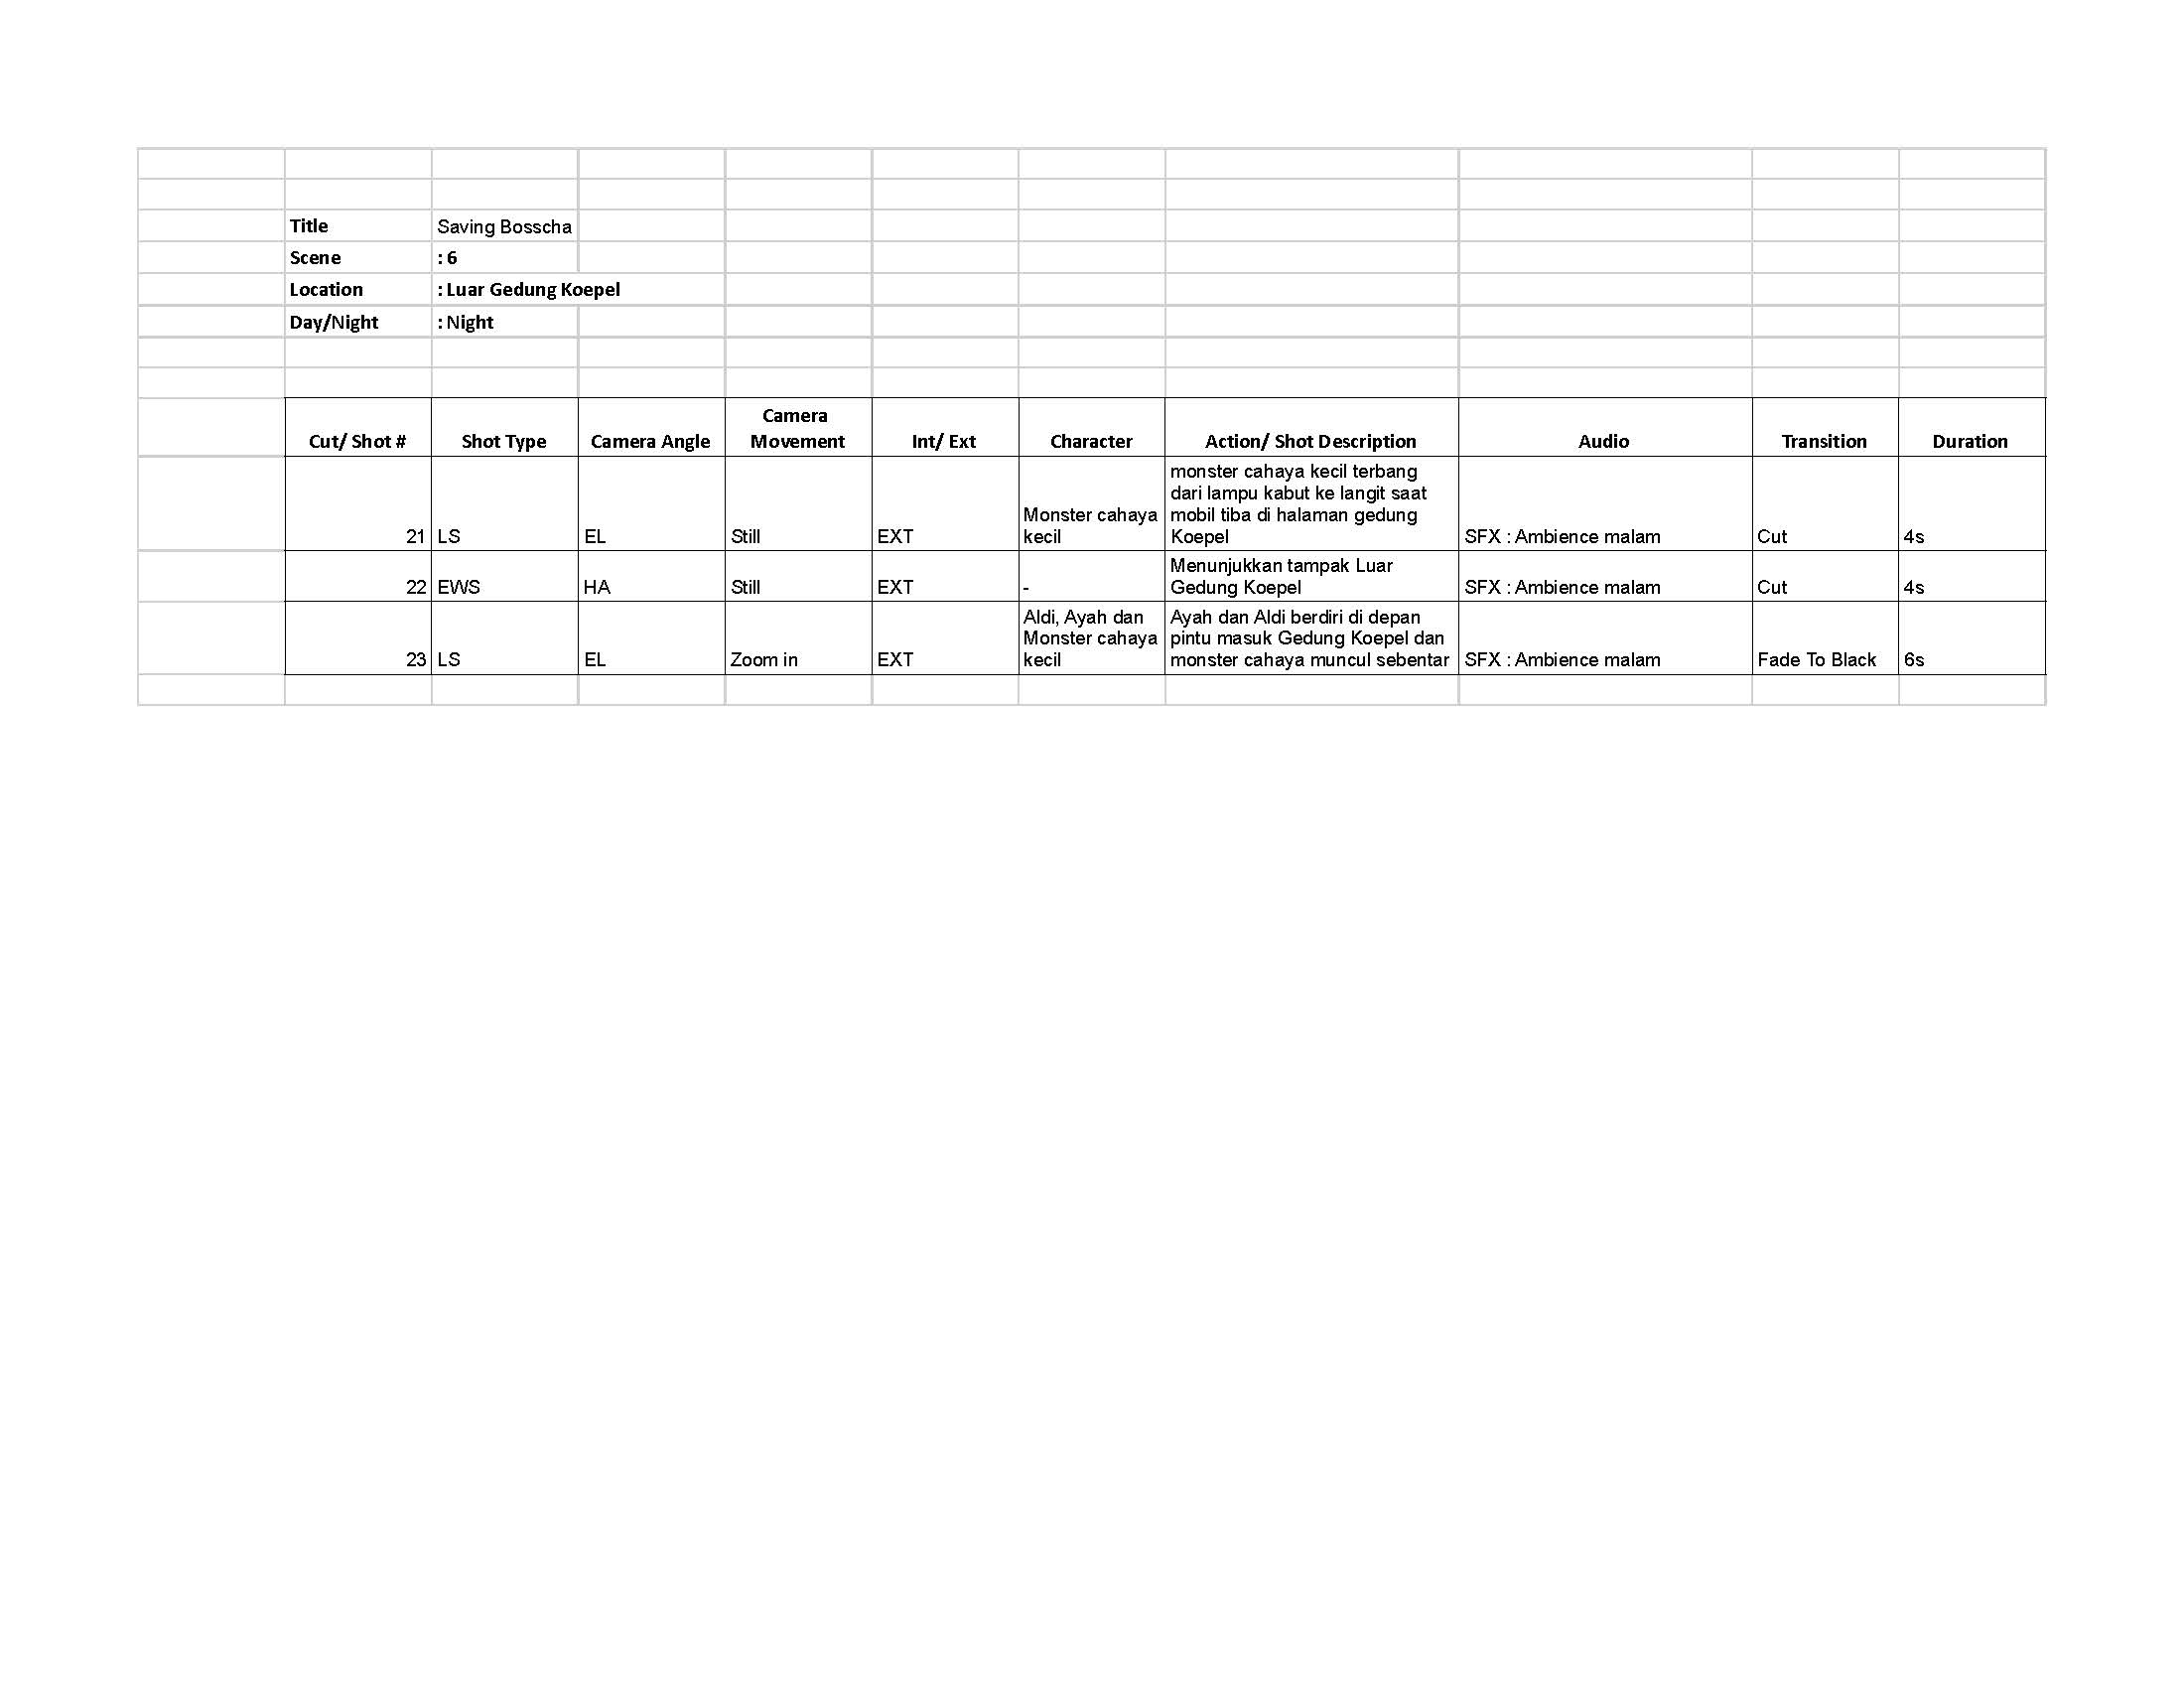 Title Saving Bosscha
Scene : 6
Location : Luar Gedung Koepel
Day/Night : Night
Cut/ Shot # Shot Type Camera Angle Camera Movement Int/ Ext Character Action/ Shot Description Audio Transition Duration
21 LS EL Still EXT Monster cahaya kecil monster cahaya kecil terbang dari lampu kabut ke langit saat mobil tiba di halaman gedung Koepel SFX : Ambience malam Cut 4s
22 EWS HA Still EXT - Menunjukkan tampak Luar Gedung Koepel SFX : Ambience malam Cut 4s
23 LS EL Zoom in EXT Aldi, Ayah dan Monster cahaya kecil Ayah dan Aldi berdiri di depan pintu masuk Gedung Koepel dan monster cahaya muncul sebentar SFX : Ambience malam Fade To Black 6s